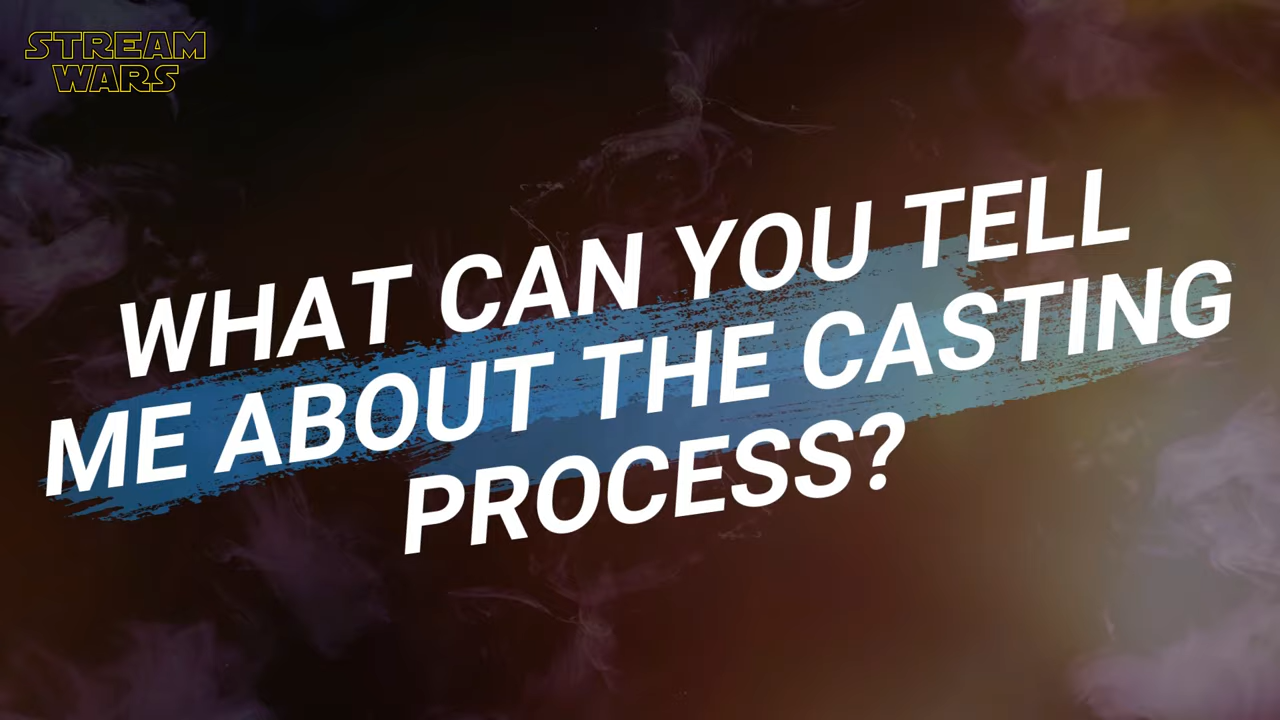 STREAM
WARS
WHAT CAN YOU TELL
ME ABOUT THE CASTING
PROCESS?